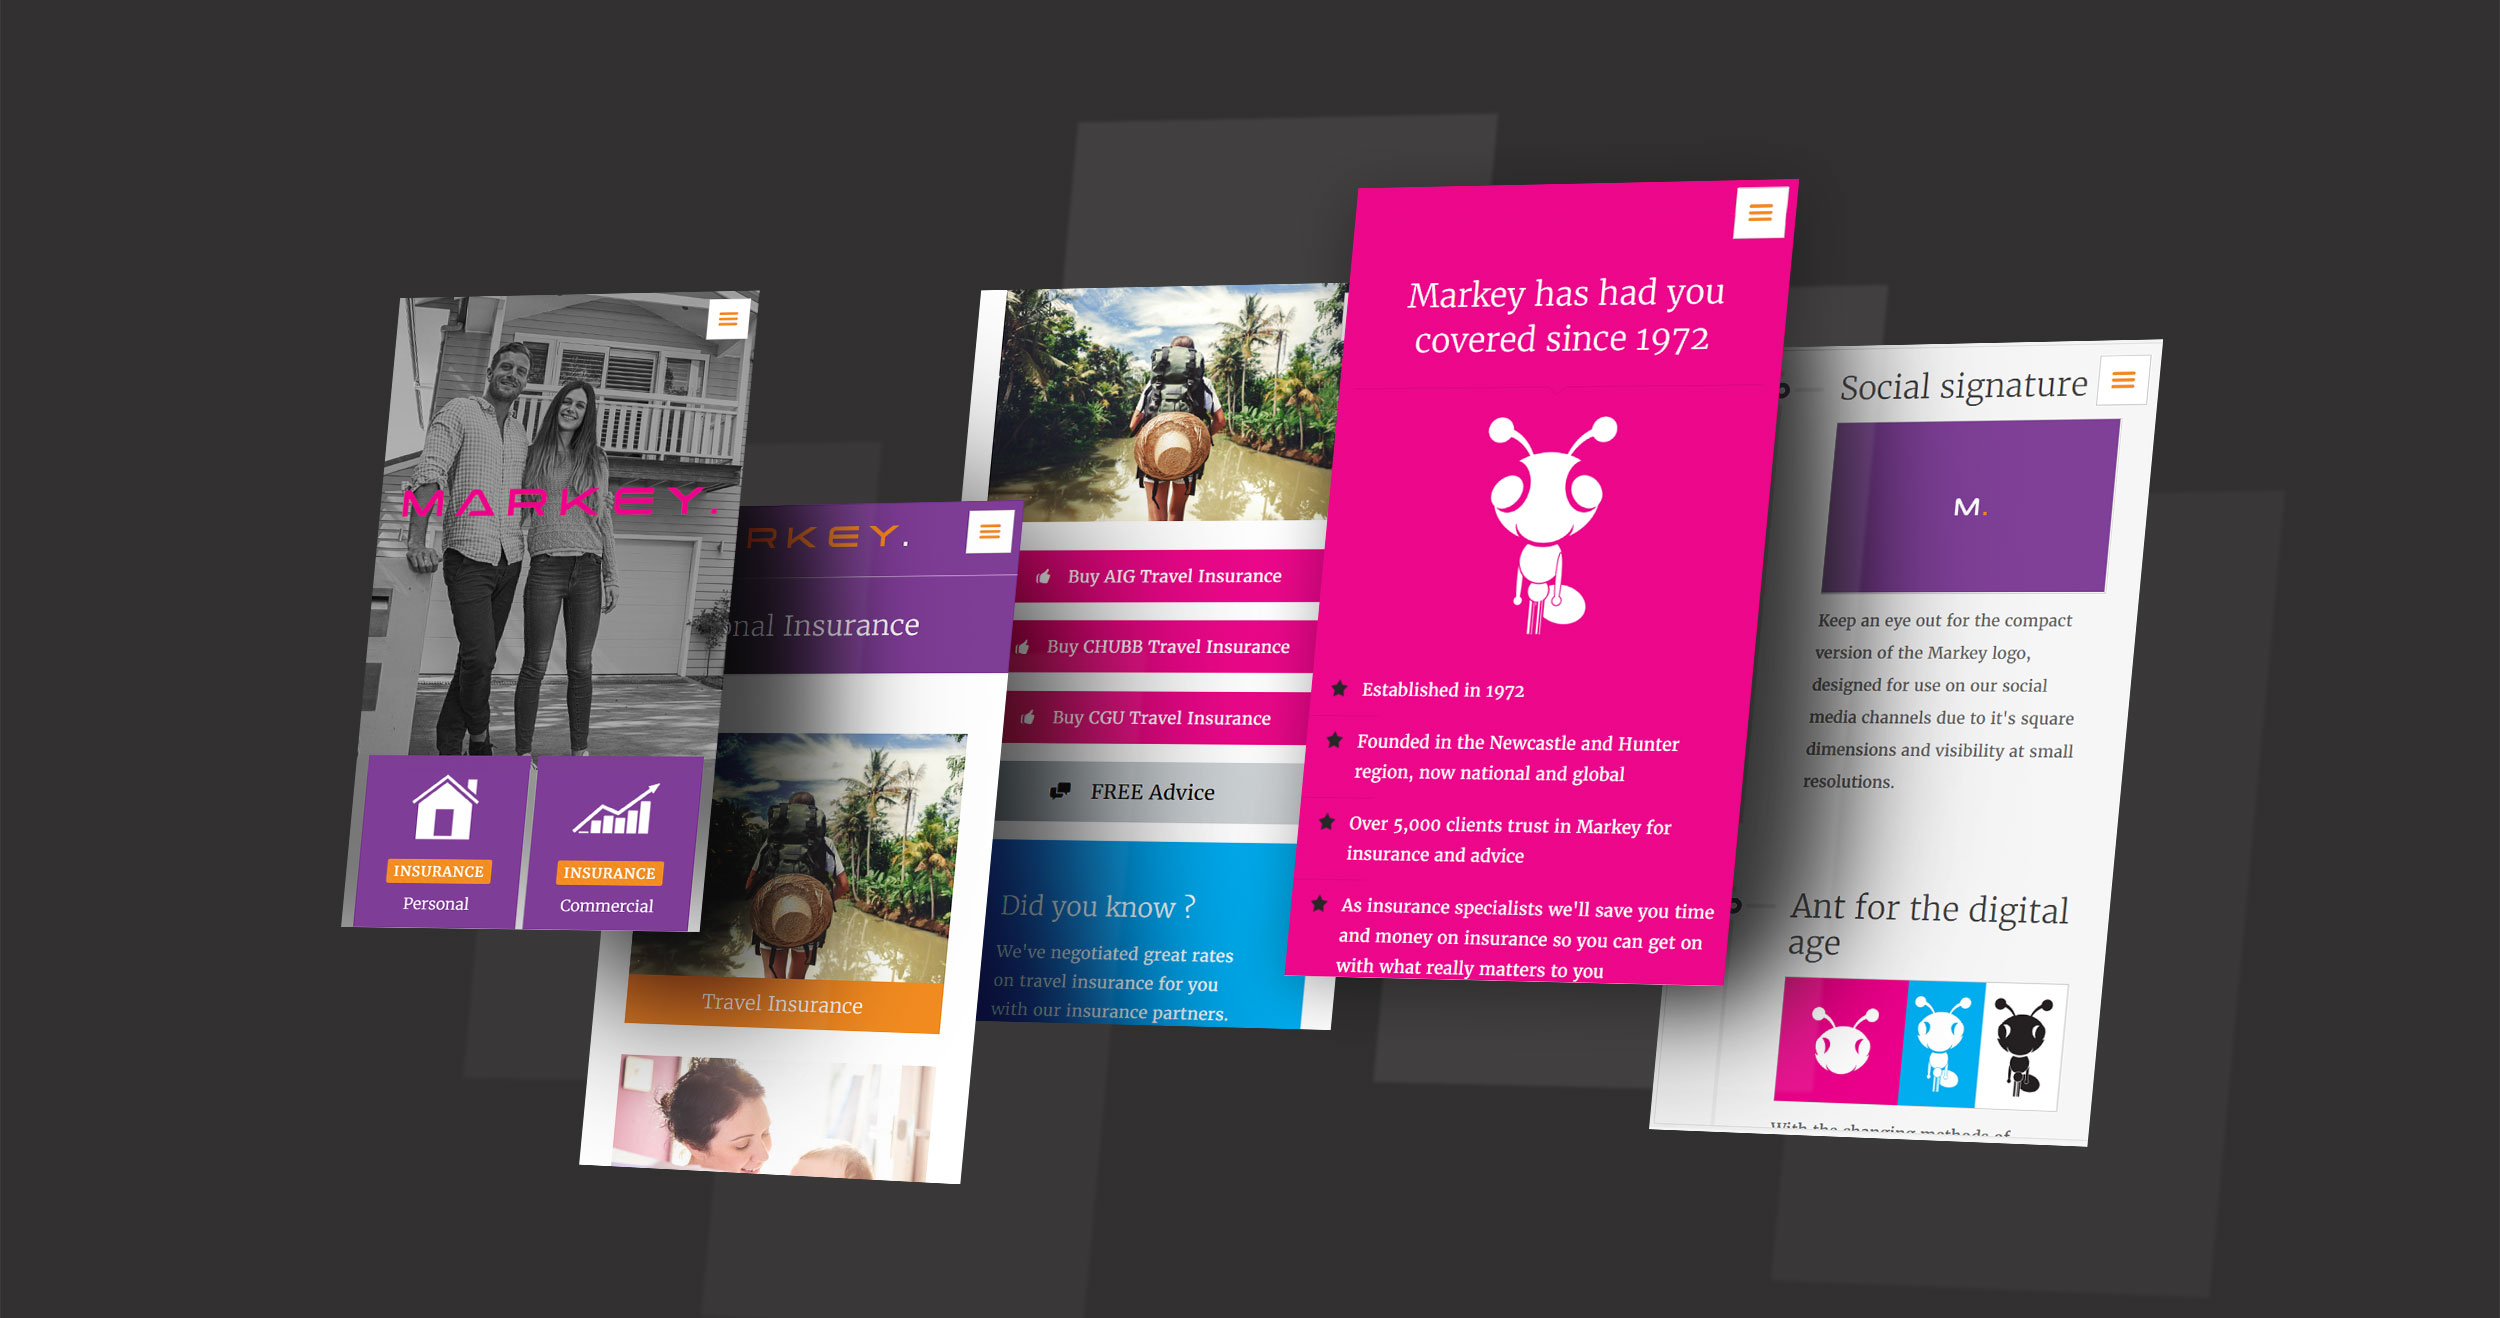 MARKEY.
INSURANCE
Personal
INSURANCE
Commercial
RKEY.
Insurance
Travel Insurance
Buy AIG Travel Insurance
Buy CHUBB Travel Insurance
Buy CGU Travel Insurance
FREE Advice
Did you know ?
We've negotiated great rates
on travel insurance for you
with our insurance partners.
Markey has had you
covered since 1972
Established in 1972
Founded in the Newcastle and Hunter
region, now national and global
Over 5,000 clients trust in Markey for
insurance and advice
As insurance specialists we'll save you time
and money on insurance so you can get on
with what really matters to you
Social signature
M.
Keep an eye out for the compact
version of the Markey logo,
designed for use on our social
media channels due to it's square
dimensions and visibility at small
resolutions.
Ant for the digital
age
With the changing methods of